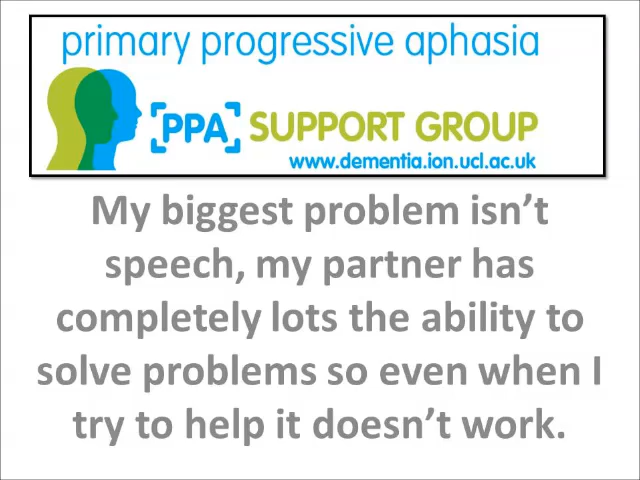 primary progressive aphasia
[PPA] SUPPORT GROUP
www.dementia.ion.ucl.ac.uk
My biggest problem isn’t
speech, my partner has
completely lots the ability to
solve problems so even when I
try to help it doesn’t work.